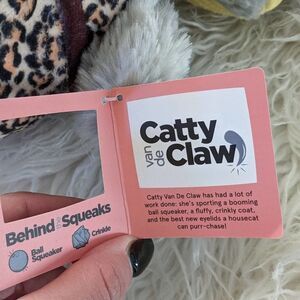 Behind
the
Squeaks
Ball
Squeaker
Crinkle
Catty
van de
Claw
Catty Van De Claw has had a lot of
work done: she's sporting a booming
ball squeaker, a fluffy, crinkly coat,
and the best new eyelids a housecat
can purr-chase!